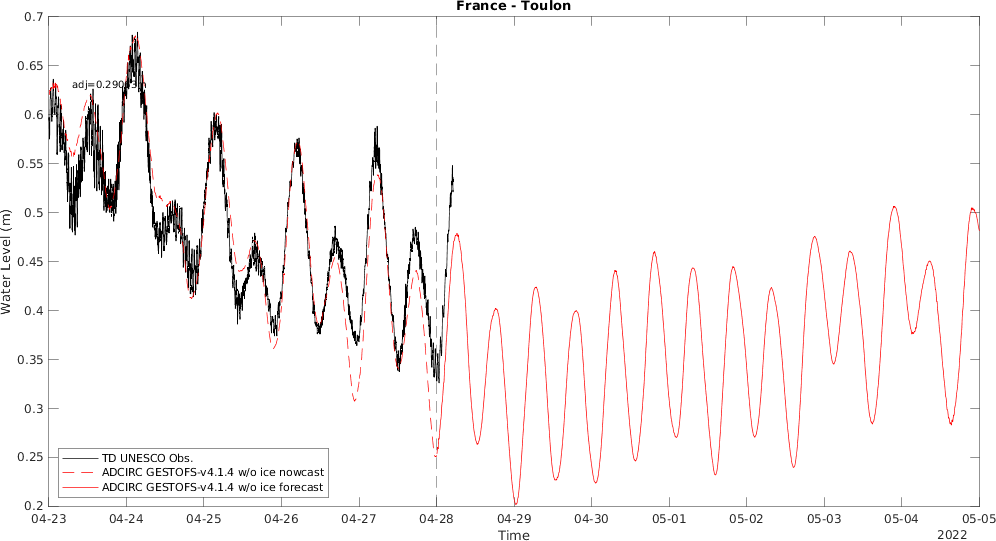 France - Toulon
Water Level (m)
0.7
0.65
0.6
0.55
0.5
0.45
0.4
0.35
0.3
0.25
0.2
TD UNESCO Obs.
ADCIRC GESTOFS-v4.1.4 w/o ice nowcast
ADCIRC GESTOFS-v4.1.4 w/o ice forecast
04-23 04-24 04-25 04-26 04-27 04-28 04-29 04-30 05-01 05-02 05-03 05-04 05-05
Time
2022